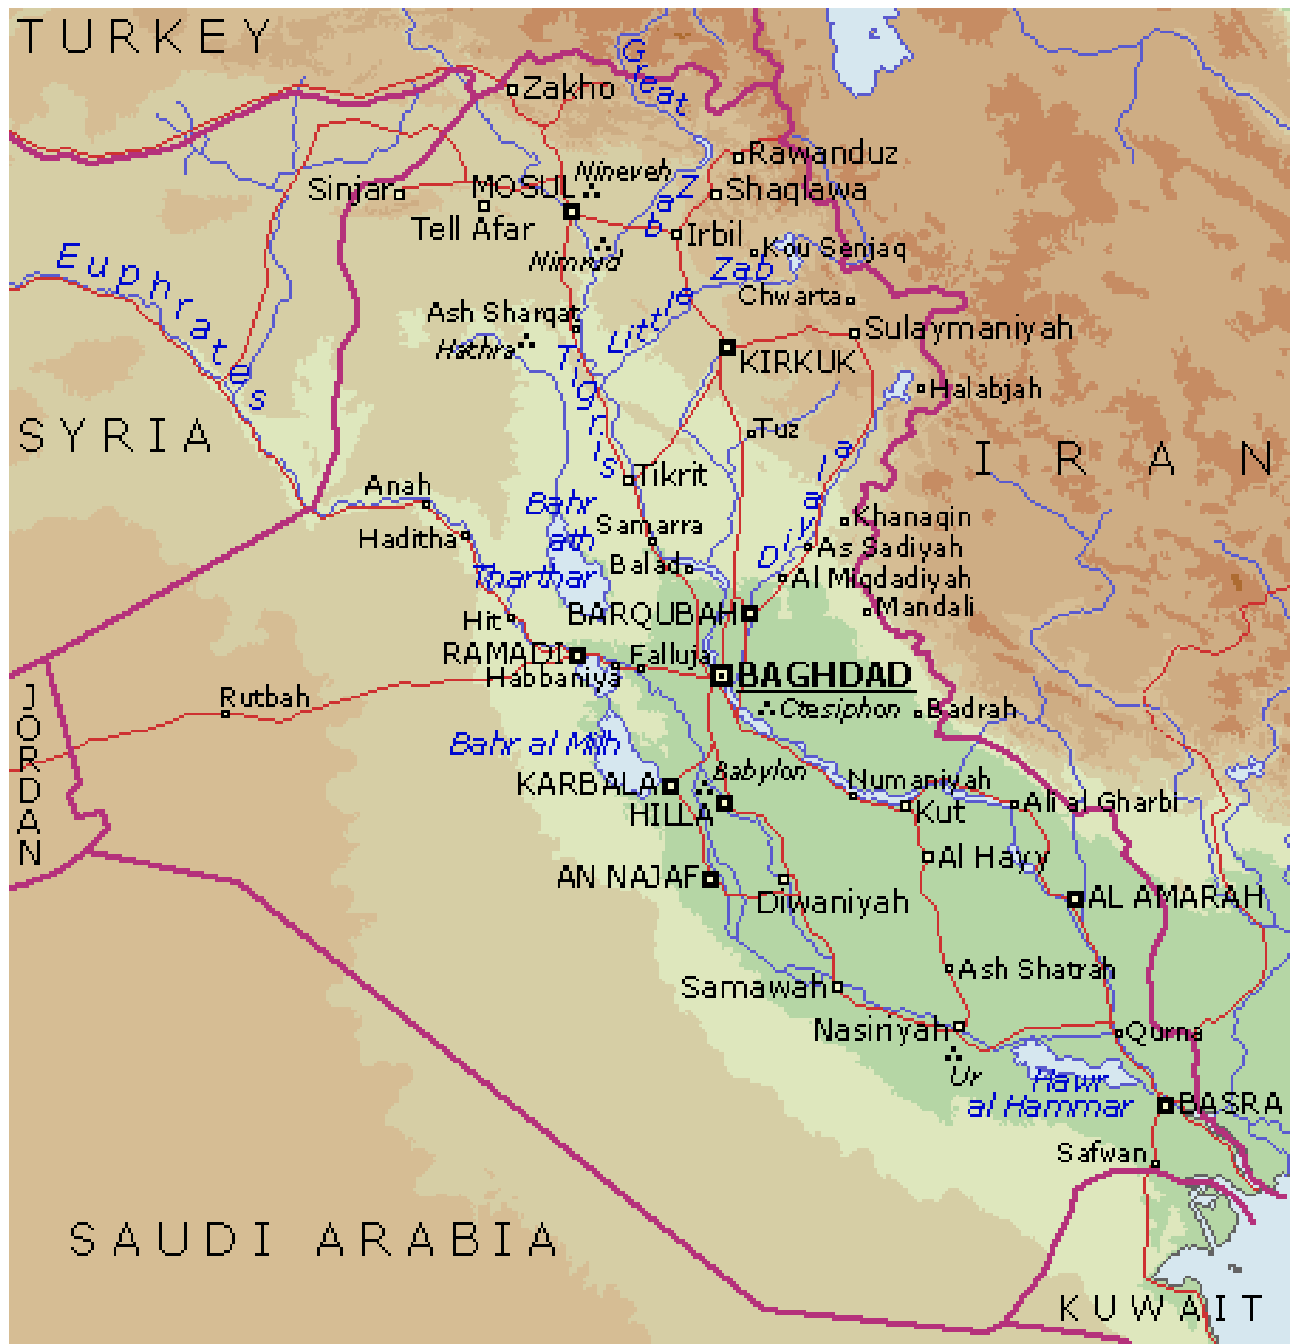 TURKEY
Zakho
Great Zab
Rawanduz
Nineveh
Sinjar
MOSUL
Shaqlawa
Tell Afar
Irbil
Kou Senjaq
Nimrud
Euphrates
Little Zab
Chwarta
Ash Sharqat
Sulaymaniyah
Hathra
KIRKUK
Tigris
Halabjah
SYRIA
Tuz
IRAN
Tikrit
Diyala
Anah
Bahr
ath
Tharthar
Samarra
Khanaqin
Haditha
As Sadiyah
Balad
Al Miqdadiyah
Hit
BARQUBAH
Mandali
RAMADI
Falluja
Habbaniya
BAGHDAD
JORDAN
Rutbah
Ctesiphon
Badrah
Bahr al Milh
Babylon
KARBALA
Numaniyah
HILLA
Kut
Ali al Gharbi
Al Hayy
AN NAJAF
Diwaniyah
AL AMARAH
Ash Shatrah
Samawah
Nasiriyah
Qurna
Ur
Hawr
al Hammar
BASRA
Safwan
SAUDI ARABIA
KUWAIT